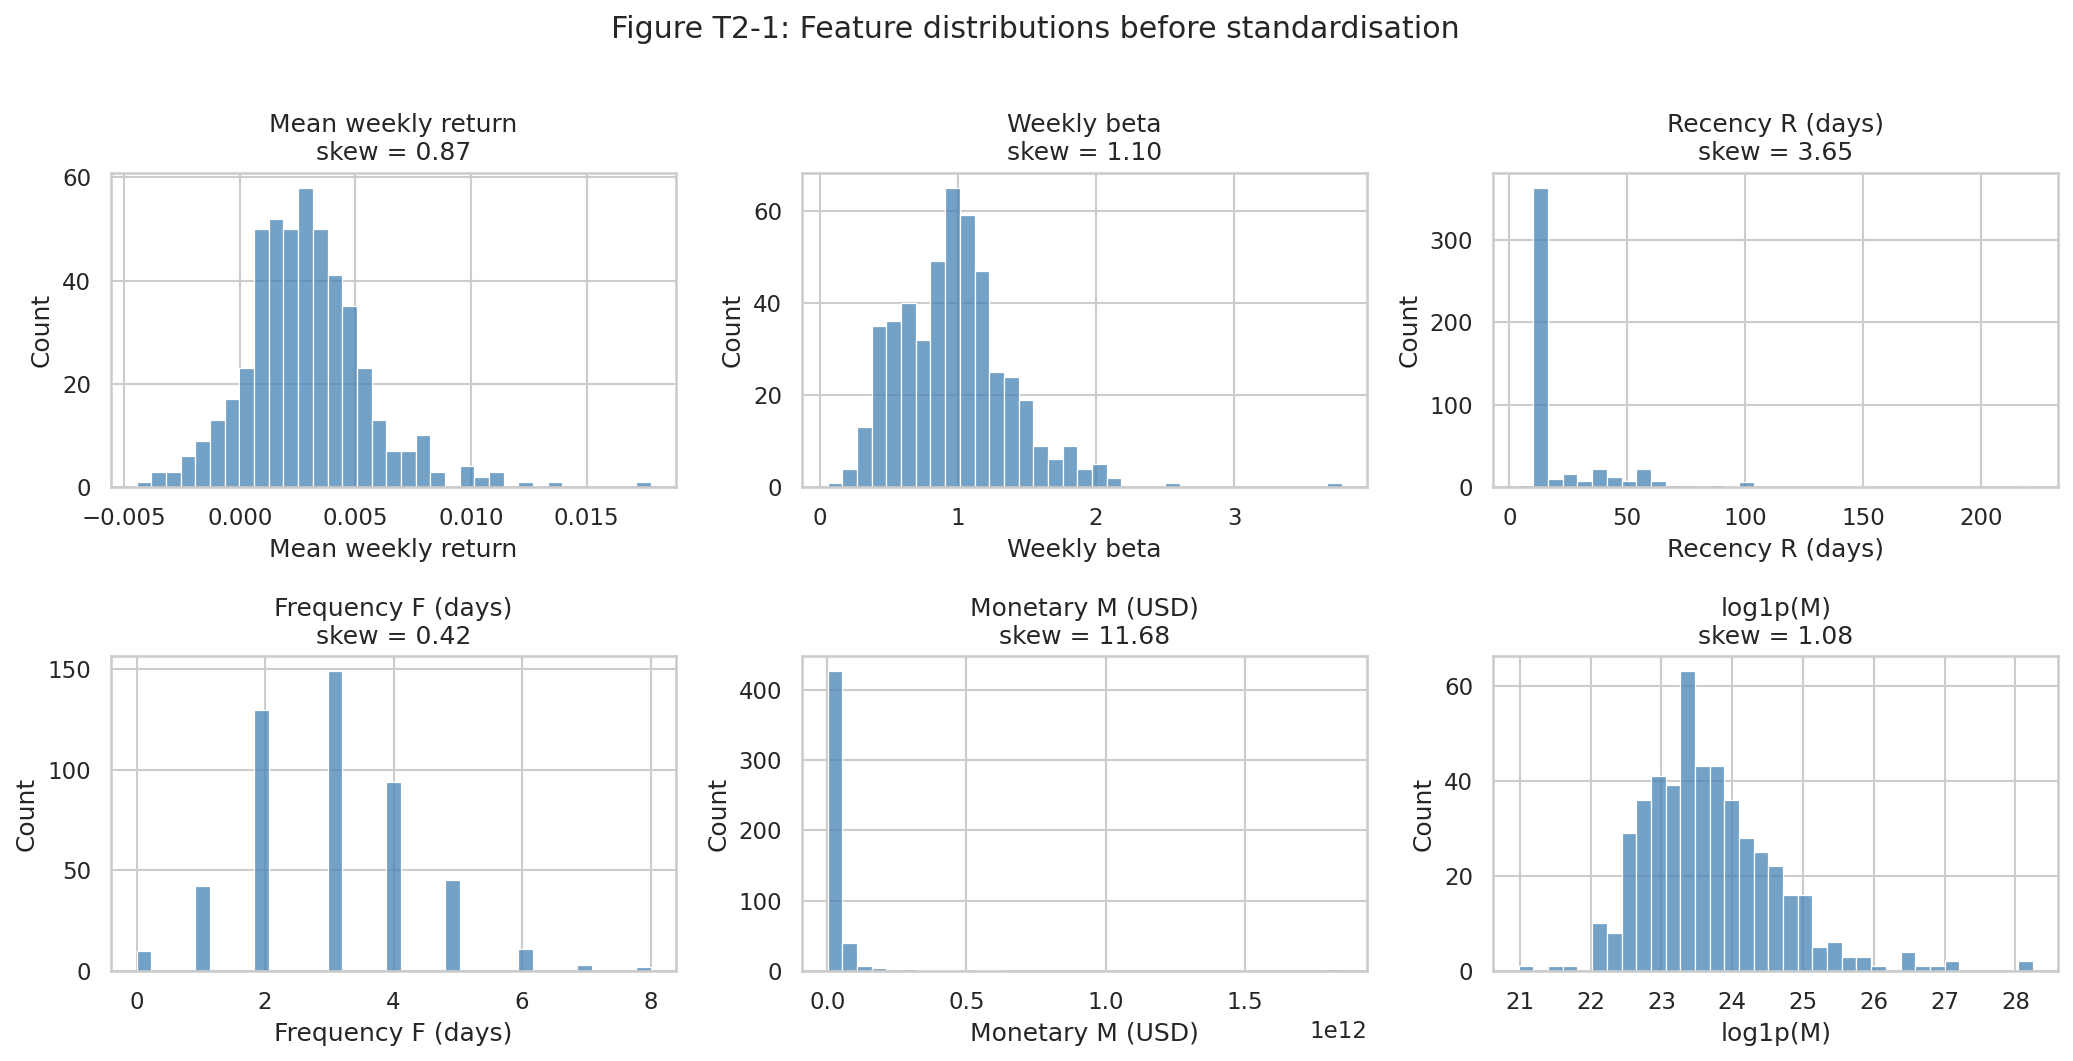 Figure T2-1: Feature distributions before standardisation
Mean weekly return
skew = 0.87
Count
60
40
20
0
−0.005
0.000
0.005
0.010
0.015
Mean weekly return
Weekly beta
skew = 1.10
Count
60
40
20
0
0
1
2
3
Weekly beta
Recency R (days)
skew = 3.65
Count
300
200
100
0
0
50
100
150
200
Recency R (days)
Frequency F (days)
skew = 0.42
Count
150
100
50
0
0
2
4
6
8
Frequency F (days)
Monetary M (USD)
skew = 11.68
Count
400
300
200
100
0
0.0
0.5
1.0
1.5
1e12
Monetary M (USD)
log1p(M)
skew = 1.08
Count
60
40
20
0
21
22
23
24
25
26
27
28
log1p(M)